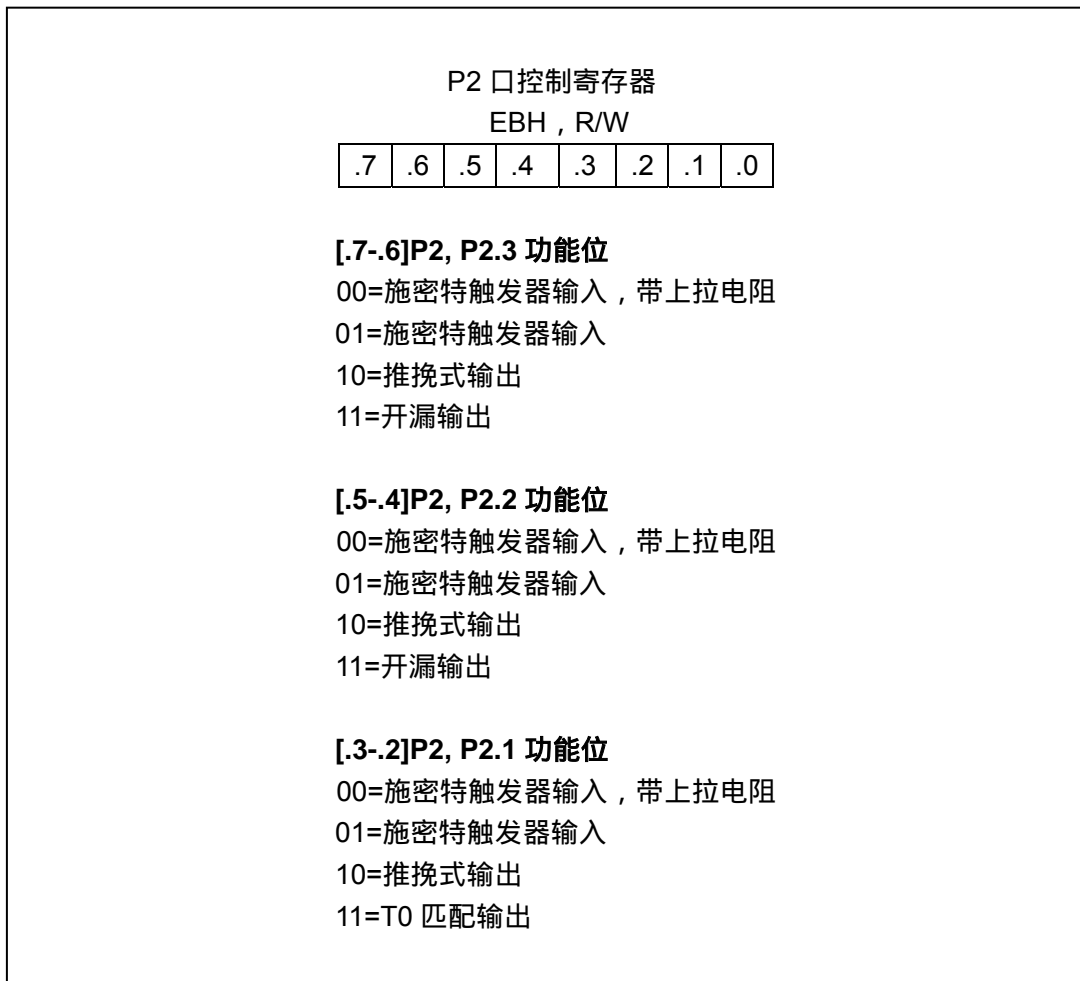 P2 口控制寄存器
EBH，R/W
.7 .6 .5 .4 .3 .2 .1 .0
[.7-.6]P2, P2.3 功能位
00=施密特触发器输入，带上拉电阻
01=施密特触发器输入
10=推挽式输出
11=开漏输出
[.5-.4]P2, P2.2 功能位
00=施密特触发器输入，带上拉电阻
01=施密特触发器输入
10=推挽式输出
11=开漏输出
[.3-.2]P2, P2.1 功能位
00=施密特触发器输入，带上拉电阻
01=施密特触发器输入
10=推挽式输出
11=T0 匹配输出